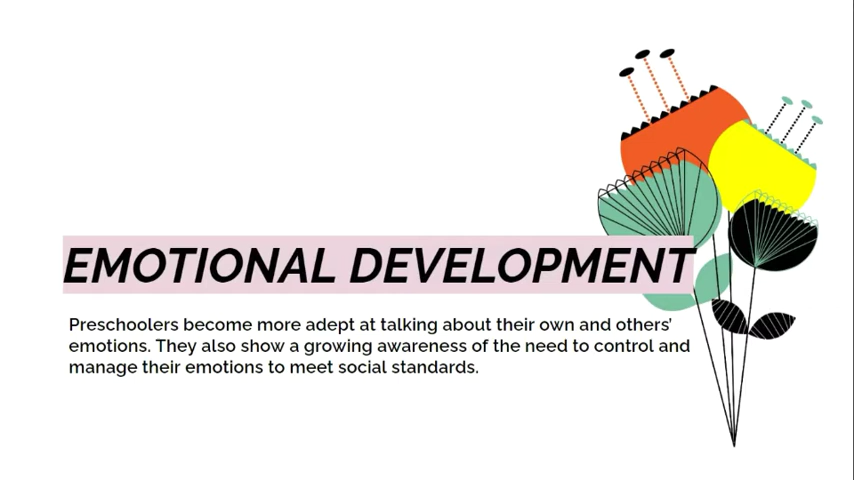 EMOTIONAL DEVELOPMENT
Preschoolers become more adept at talking about their own and others'
emotions. They also show a growing awareness of the need to control and
manage their emotions to meet social standards.